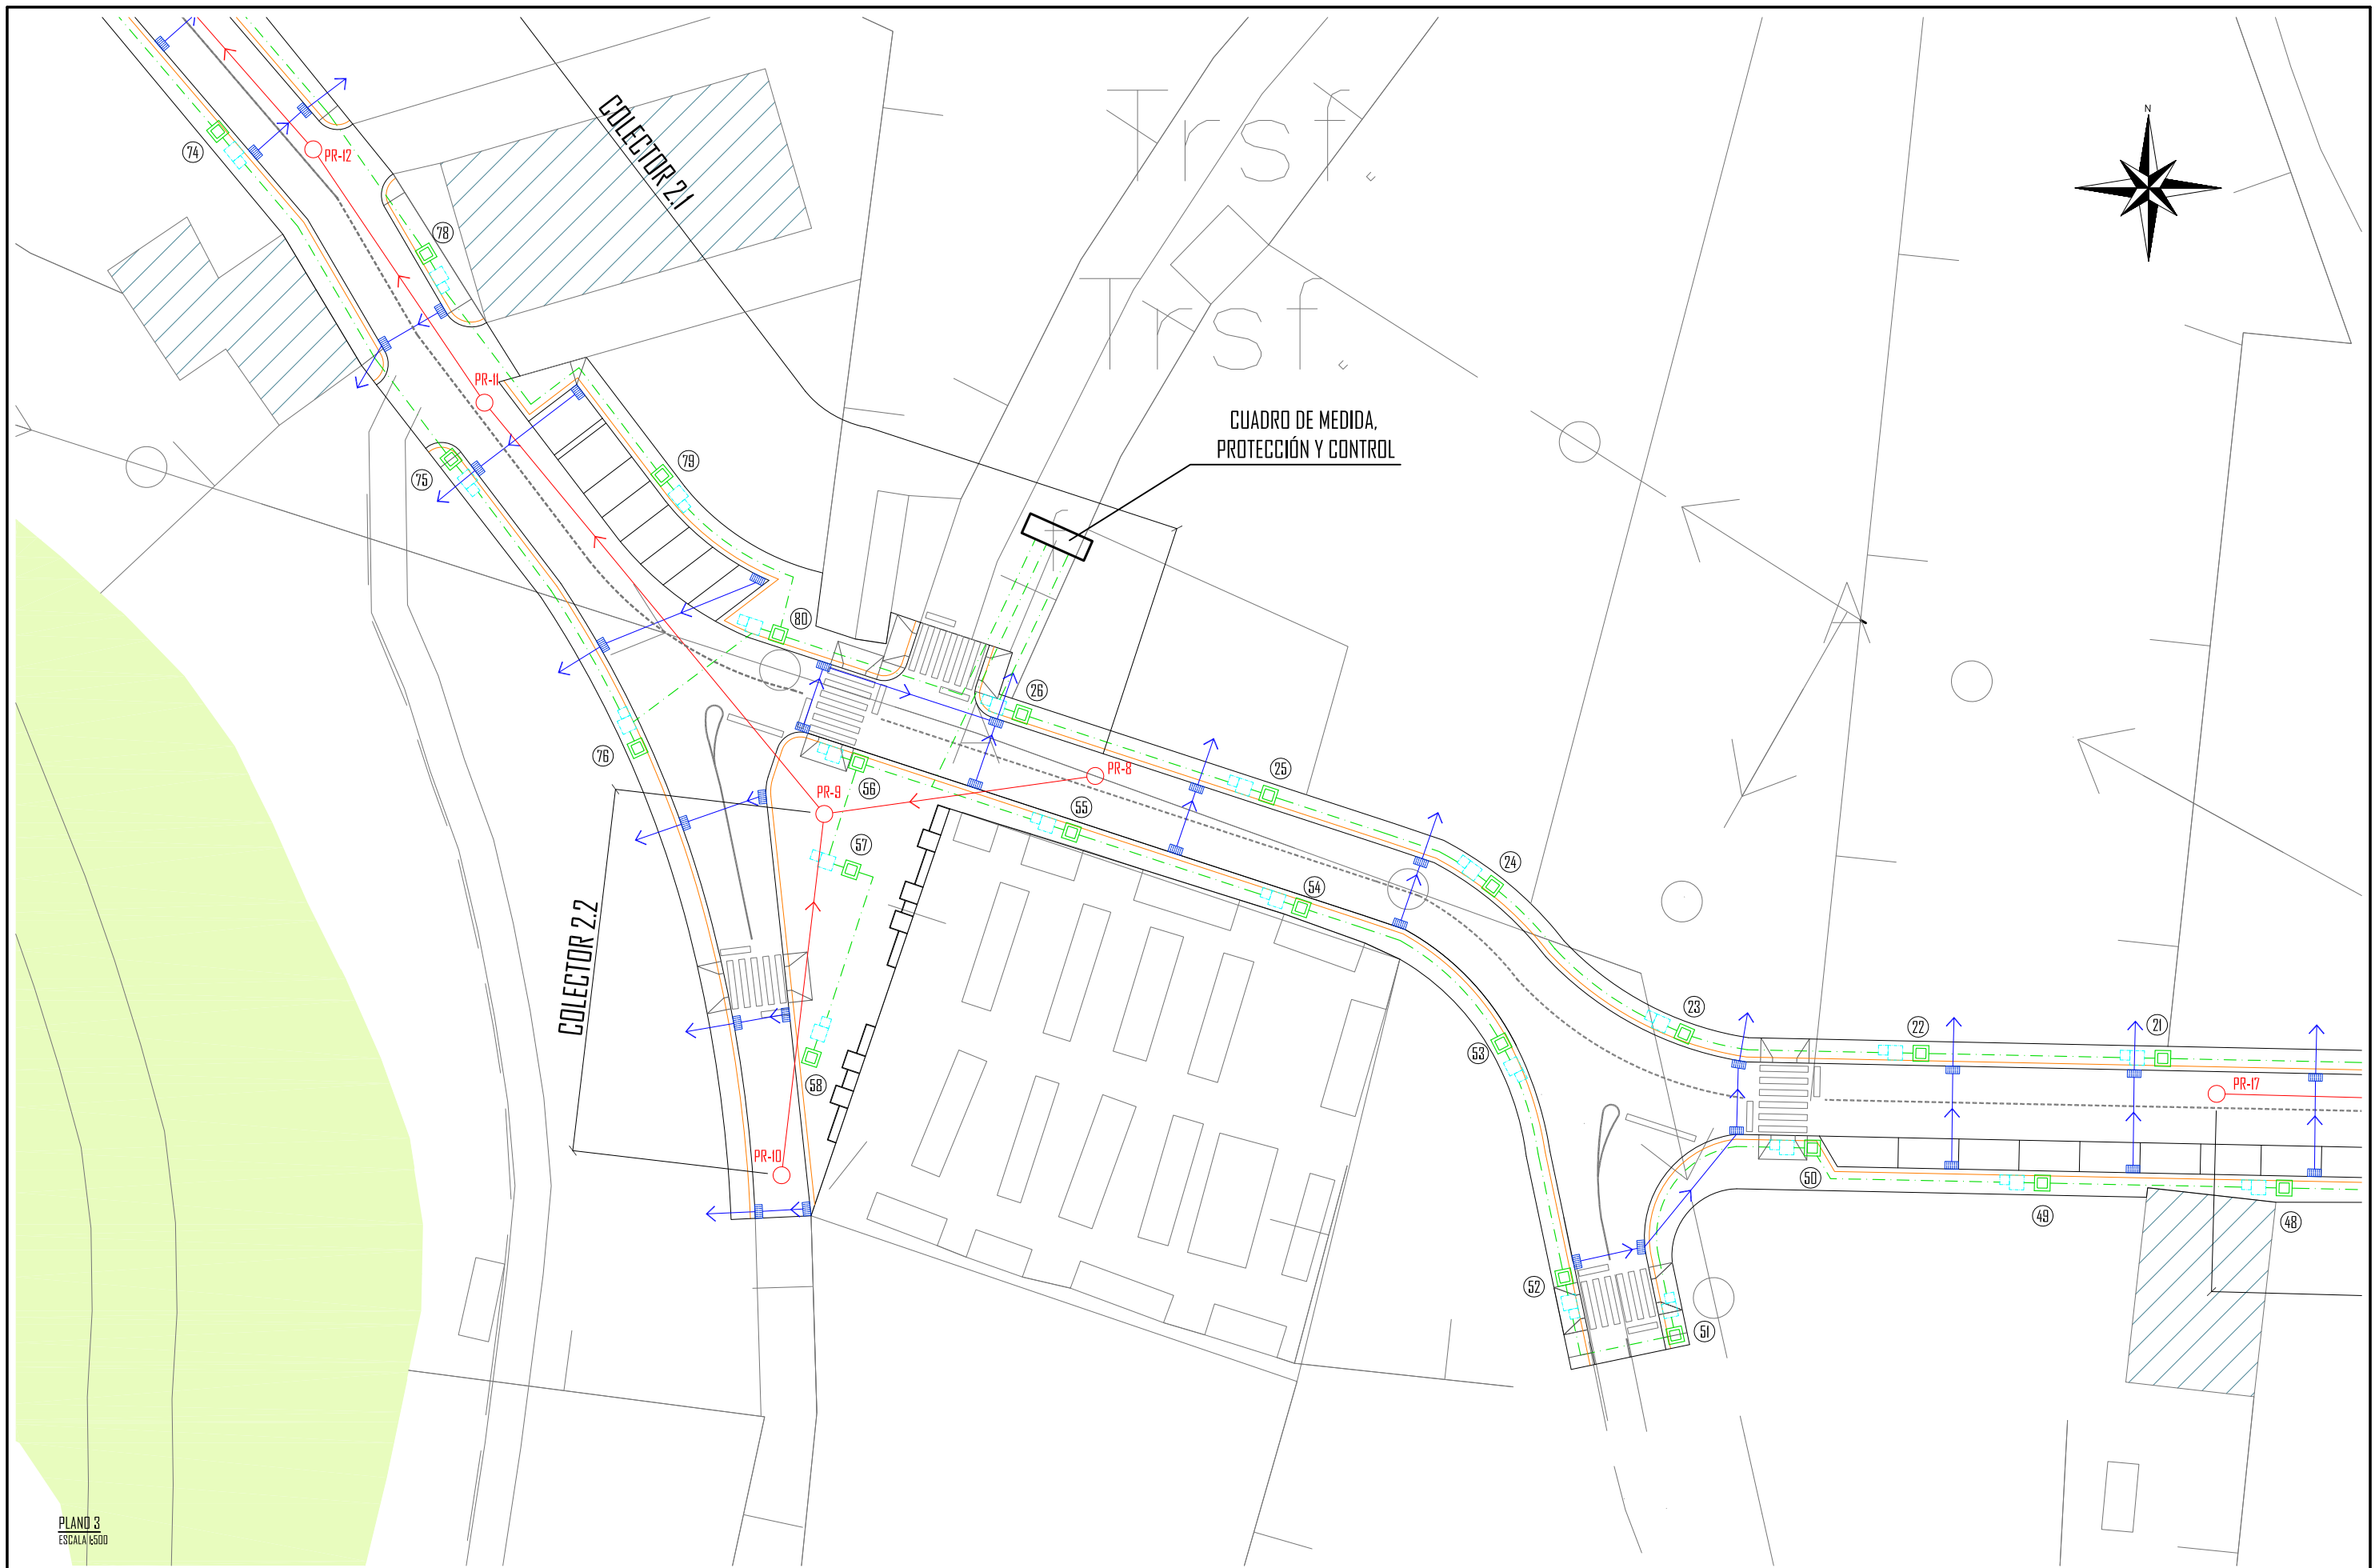 Trsf.
N
COLECTOR 2.1
74
PR-12
78
Trsf.
PR-11
CUADRO DE MEDIDA,
PROTECCIÓN Y CONTROL
79
75
f
80
26
76
56
PR-8
25
PR-9
55
57
24
54
COLECTOR 2.2
23
22
21
53
58
PR-17
PR-10
50
49
48
52
51
PLANO 3
ESCALA 1:500